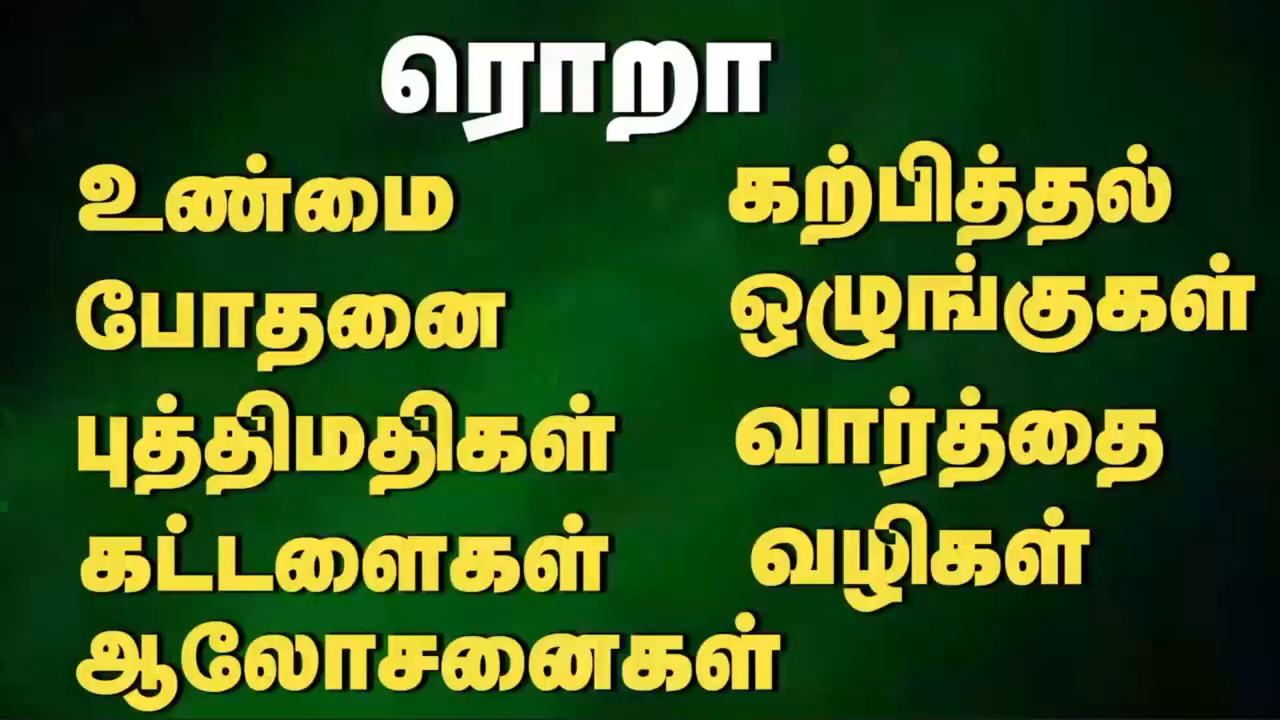 ரொறா
உண்மை
போதனை
புத்திமதிகள்
கட்டளைகள்
ஆலோசனைகள்
கற்பித்தல்
ஒழுங்குகள்
வார்த்தை
வழிகள்